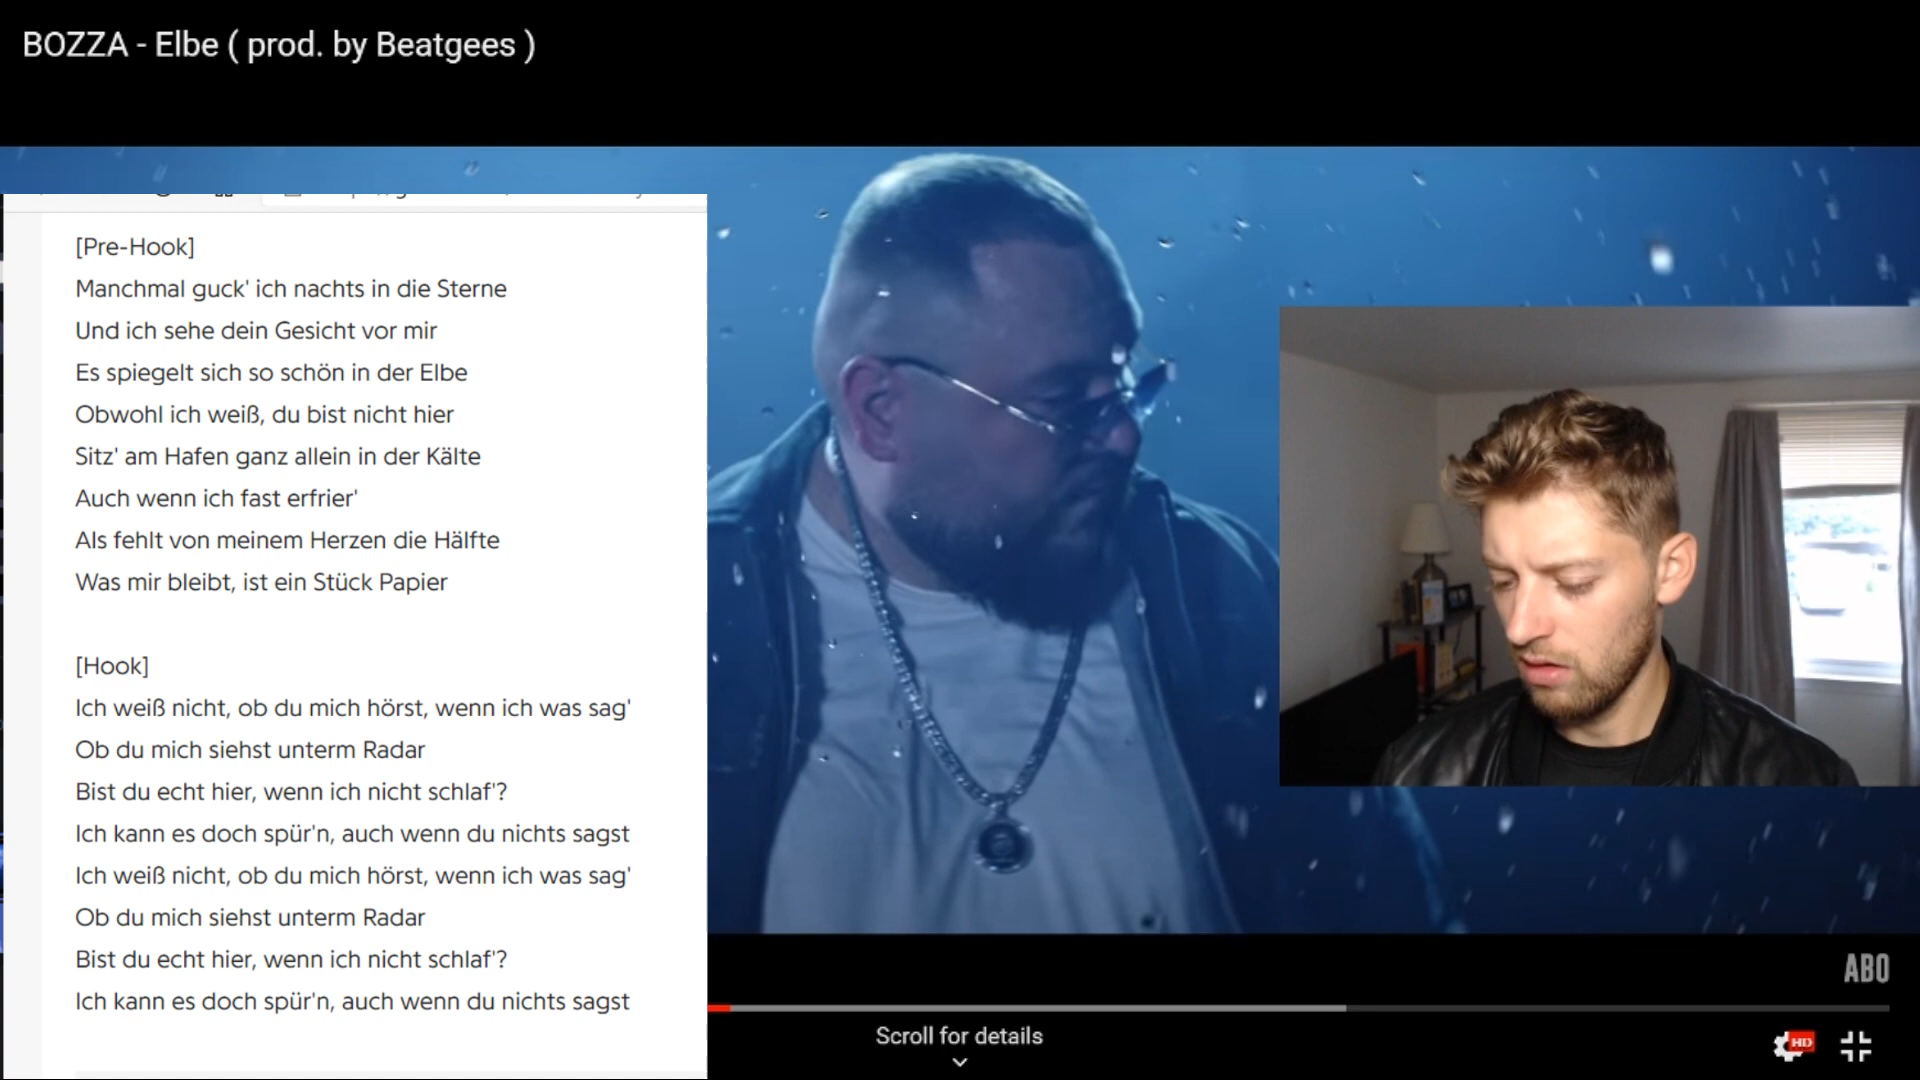 BOZZA - Elbe ( prod. by Beatgees )
[Pre-Hook]
Manchmal guck' ich nachts in die Sterne
Und ich sehe dein Gesicht vor mir
Es spiegelt sich so schön in der Elbe
Obwohl ich weiß, du bist nicht hier
Sitz' am Hafen ganz allein in der Kälte
Auch wenn ich fast erfrier'
Als fehlt von meinem Herzen die Hälfte
Was mir bleibt, ist ein Stück Papier
[Hook]
Ich weiß nicht, ob du mich hörst, wenn ich was sag'
Ob du mich siehst unterm Radar
Bist du echt hier, wenn ich nicht schlaf'?
Ich kann es doch spür'n, auch wenn du nichts sagst
Ich weiß nicht, ob du mich hörst, wenn ich was sag'
Ob du mich siehst unterm Radar
Bist du echt hier, wenn ich nicht schlaf'?
Ich kann es doch spür'n, auch wenn du nichts sagst
ABO
Scroll for details
HD